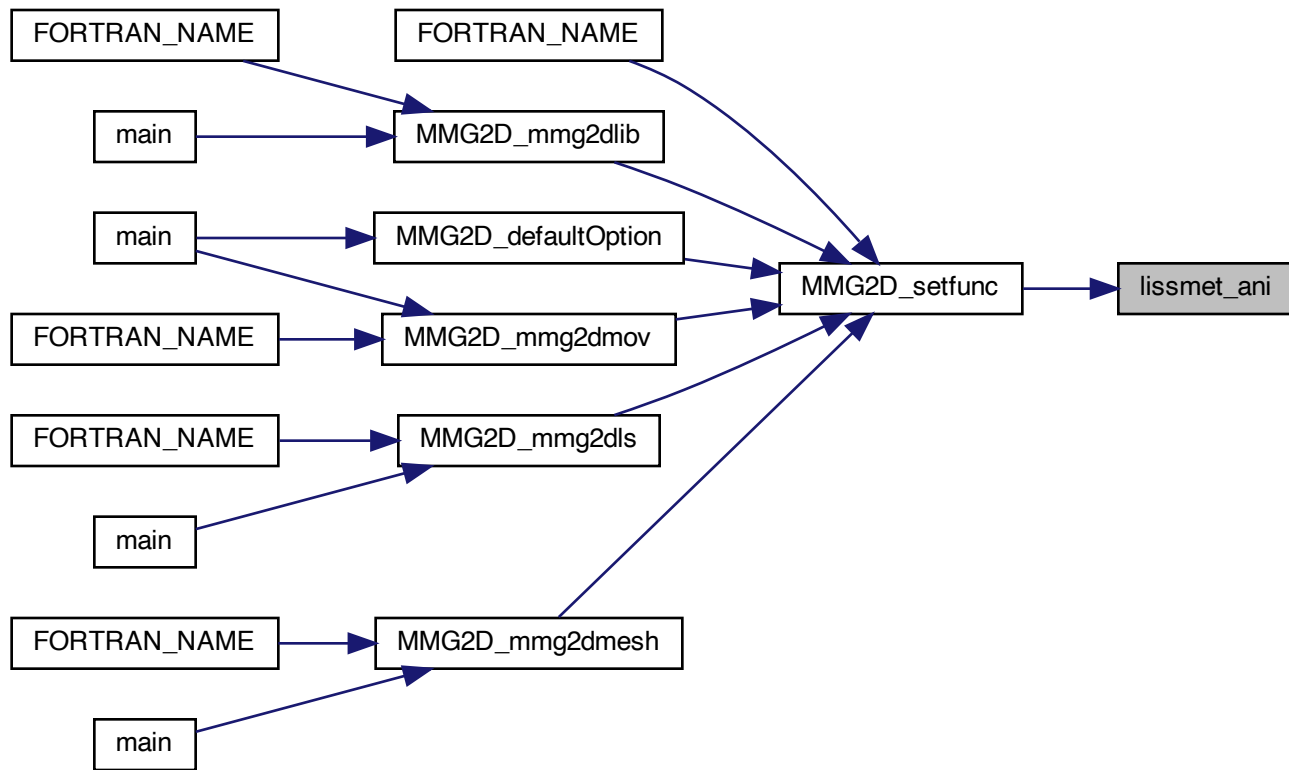 FORTRAN_NAME
FORTRAN_NAME
main
MMG2D_mmg2dlib
main
MMG2D_defaultOption
MMG2D_setfunc
lissmet_ani
FORTRAN_NAME
MMG2D_mmg2dmov
FORTRAN_NAME
MMG2D_mmg2dls
main
FORTRAN_NAME
MMG2D_mmg2dmesh
main